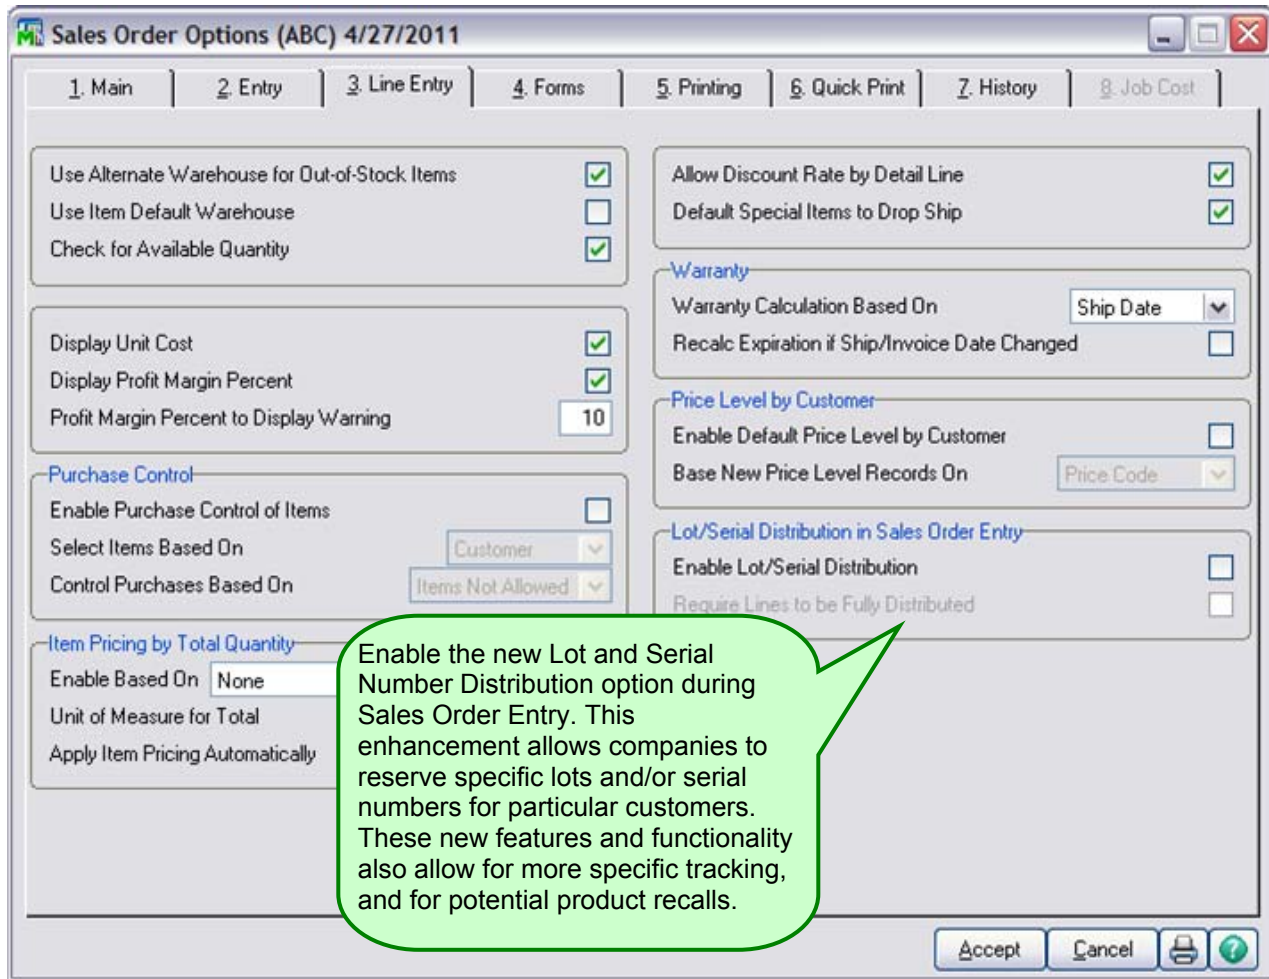 Sales Order Options (ABC) 4/27/2011
1. Main 2. Entry 3. Line Entry 4. Forms 5. Printing 6. Quick Print 7. History 8. Job Cost
Use Alternate Warehouse for Out-of-Stock Items
Use Item Default Warehouse
Check for Available Quantity
Display Unit Cost
Display Profit Margin Percent
Profit Margin Percent to Display Warning 10
Purchase Control
Enable Purchase Control of Items
Select Items Based On Customer
Control Purchases Based On Items Not Allowed
Item Pricing by Total Quantity
Enable Based On None
Unit of Measure for Total
Apply Item Pricing Automatically
Allow Discount Rate by Detail Line
Default Special Items to Drop Ship
Warranty
Warranty Calculation Based On Ship Date
Recalc Expiration if Ship/Invoice Date Changed
Price Level by Customer
Enable Default Price Level by Customer
Base New Price Level Records On Price Code
Lot/Serial Distribution in Sales Order Entry
Enable Lot/Serial Distribution
Require Lines to be Fully Distributed
Enable the new Lot and Serial
Number Distribution option during
Sales Order Entry. This
enhancement allows companies to
reserve specific lots and/or serial
numbers for particular customers.
These new features and functionality
also allow for more specific tracking,
and for potential product recalls.
Accept Cancel ?